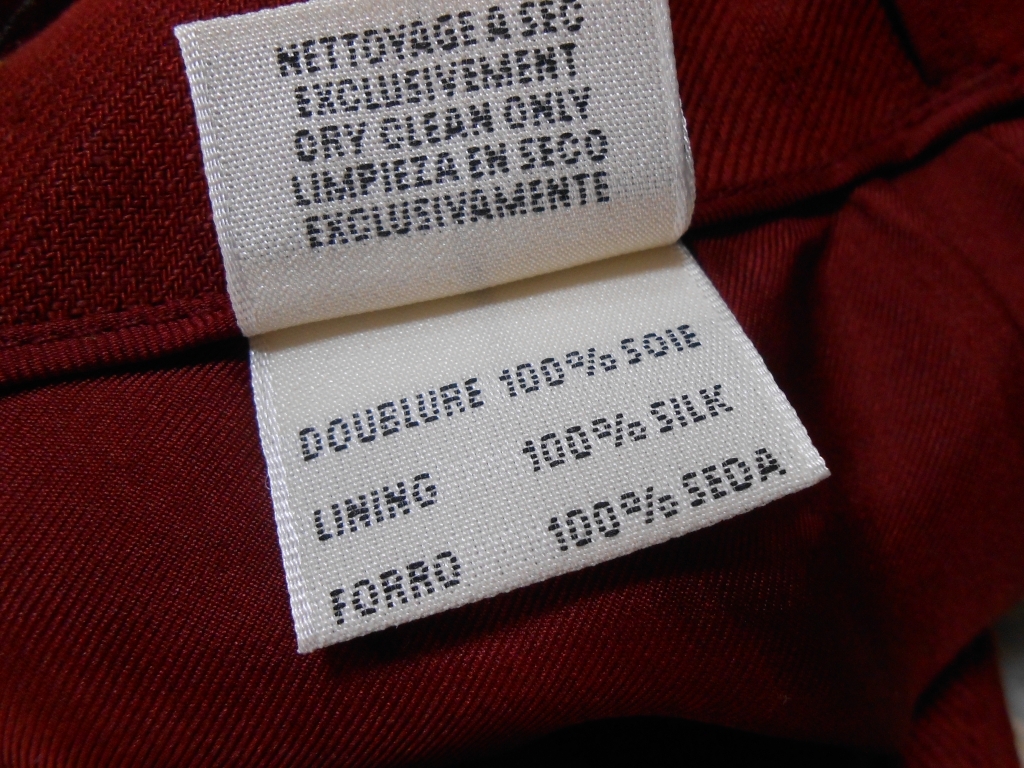 NETTOYAGE A SEC
EXCLUSIVEMENT
DRY CLEAN ONLY
LIMPIEZA EN SECO
EXCLUSIVAMENTE
DOUBLURE 100% SOIE
LINING 100% SILK
FORRO 100% SEDA